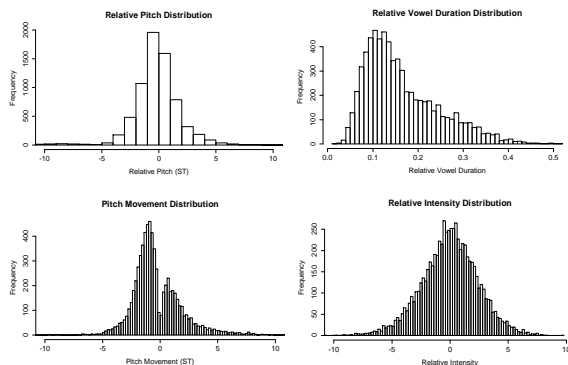 Relative Pitch Distribution
Frequency
0 500 1000 1500 2000
-10 -5 0 5 10
Relative Pitch (ST)
Relative Vowel Duration Distribution
Frequency
0 100 200 300 400
0.0 0.1 0.2 0.3 0.4 0.5
Relative Vowel Duration
Pitch Movement Distribution
Frequency
0 100 200 300 400
-10 -5 0 5 10
Pitch Movement (ST)
Relative Intensity Distribution
Frequency
0 50 100 150 200 250
-10 -5 0 5 10
Relative Intensity